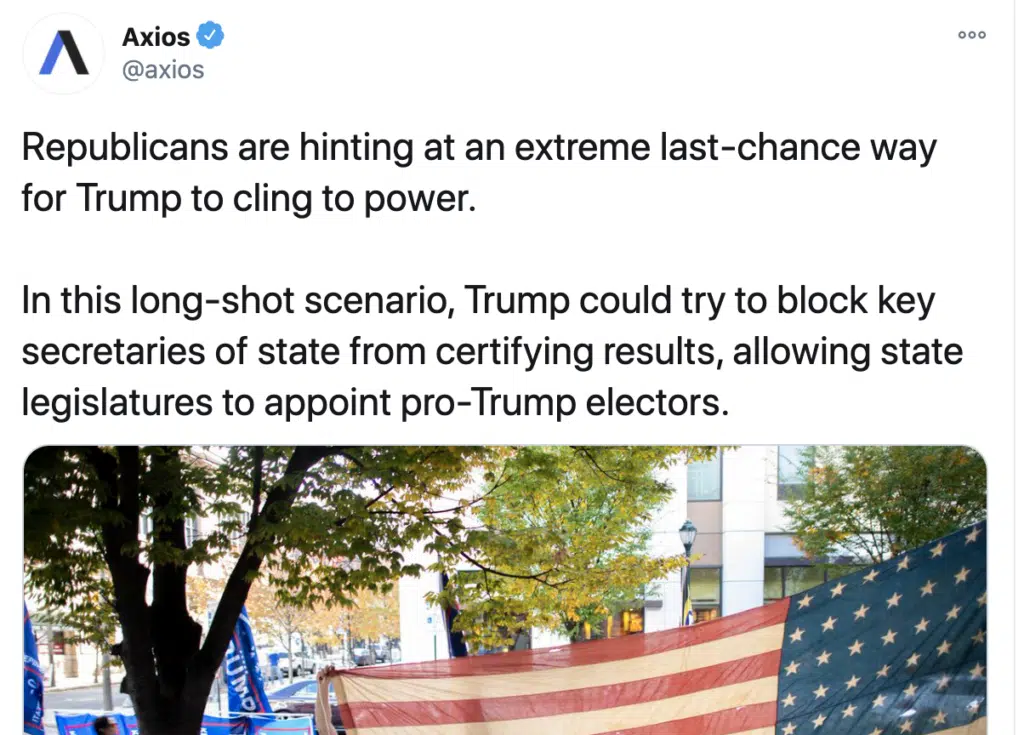 Axios
@axios
Republicans are hinting at an extreme last-chance way
for Trump to cling to power.
In this long-shot scenario, Trump could try to block key
secretaries of state from certifying results, allowing state
legislatures to appoint pro-Trump electors.